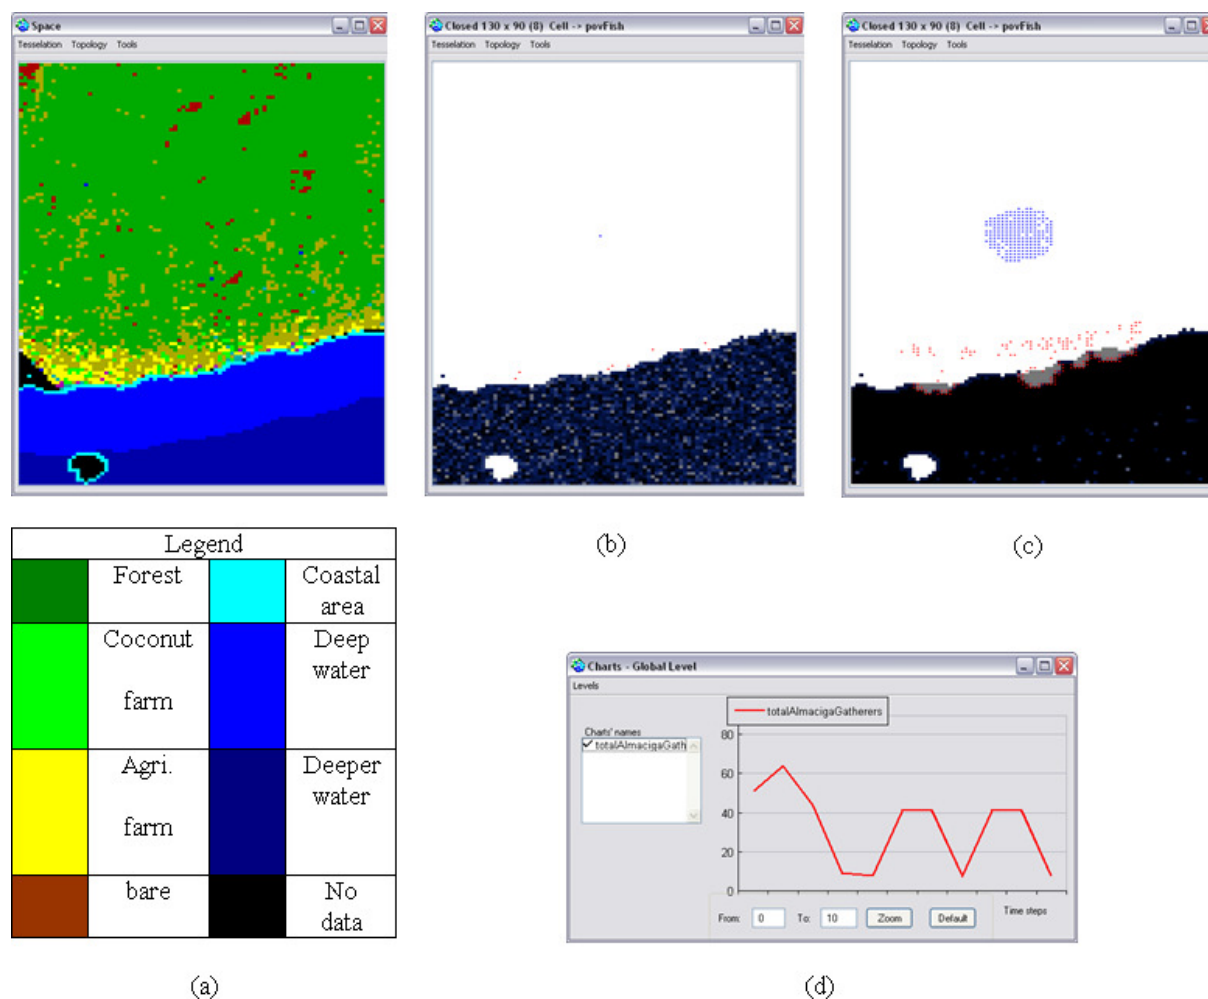 Space
Tesselation Topology Tools
Closed 130 x 90 (8) Cell -> povFish
Tesselation Topology Tools
Closed 130 x 90 (8) Cell -> povFish
Tesselation Topology Tools
(b)
(c)
Legend
Forest
Coastal
area
Coconut
farm
Deep
water
Agri.
farm
Deeper
water
bare
No
data
(a)
Charts - Global Level
Levels
Charts' names
totalAlmacigaGath
totalAlmacigaGatherers
80
60
40
20
0
From: 0 To: 10 Zoom Default
Time steps
(d)